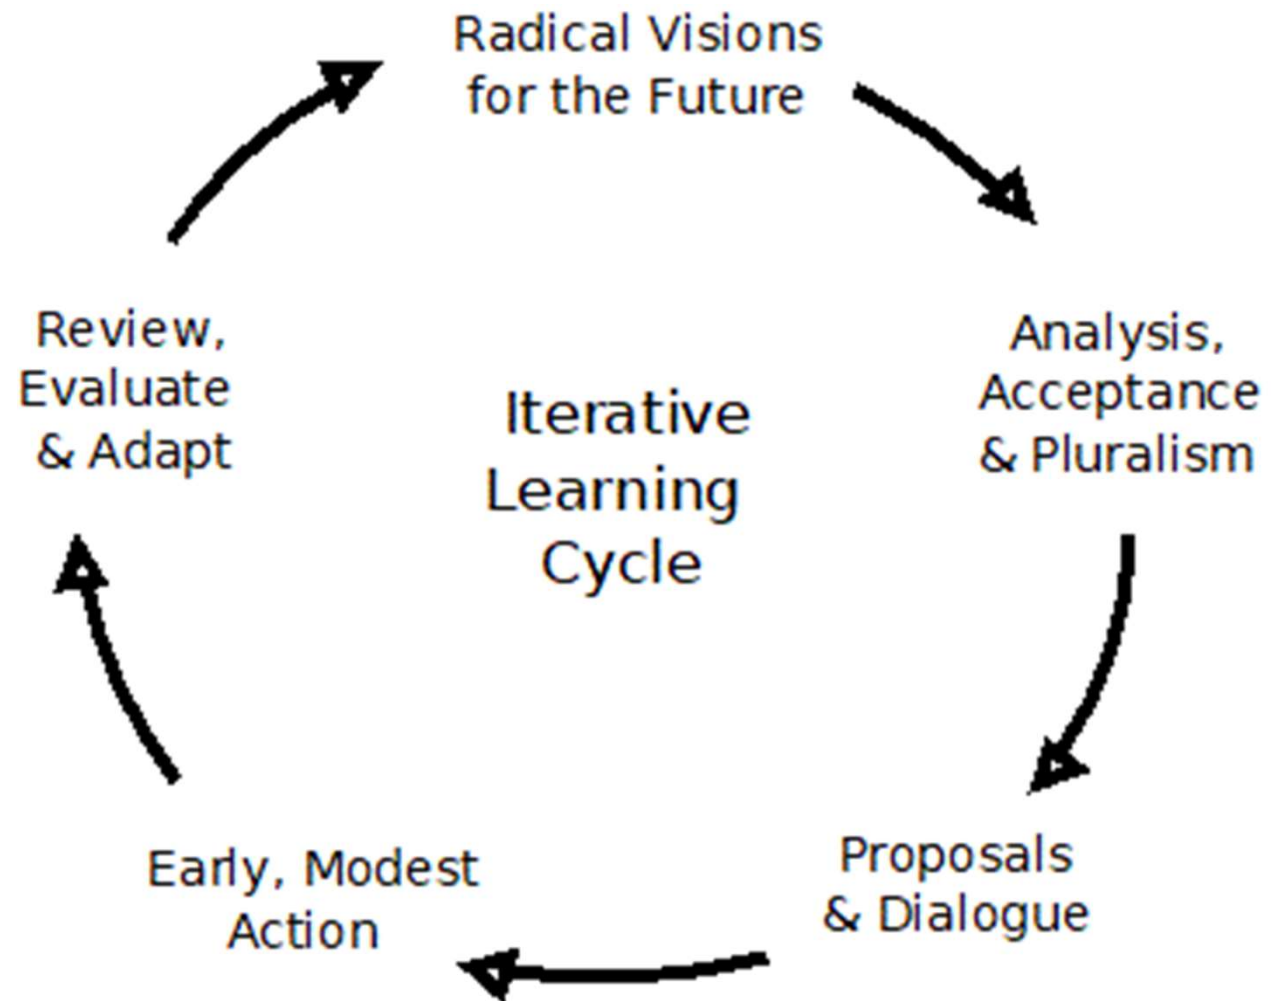 Radical Visions
for the Future
Analysis,
Acceptance
& Pluralism
Proposals
& Dialogue
Early, Modest
Action
Review,
Evaluate
& Adapt
Iterative
Learning
Cycle